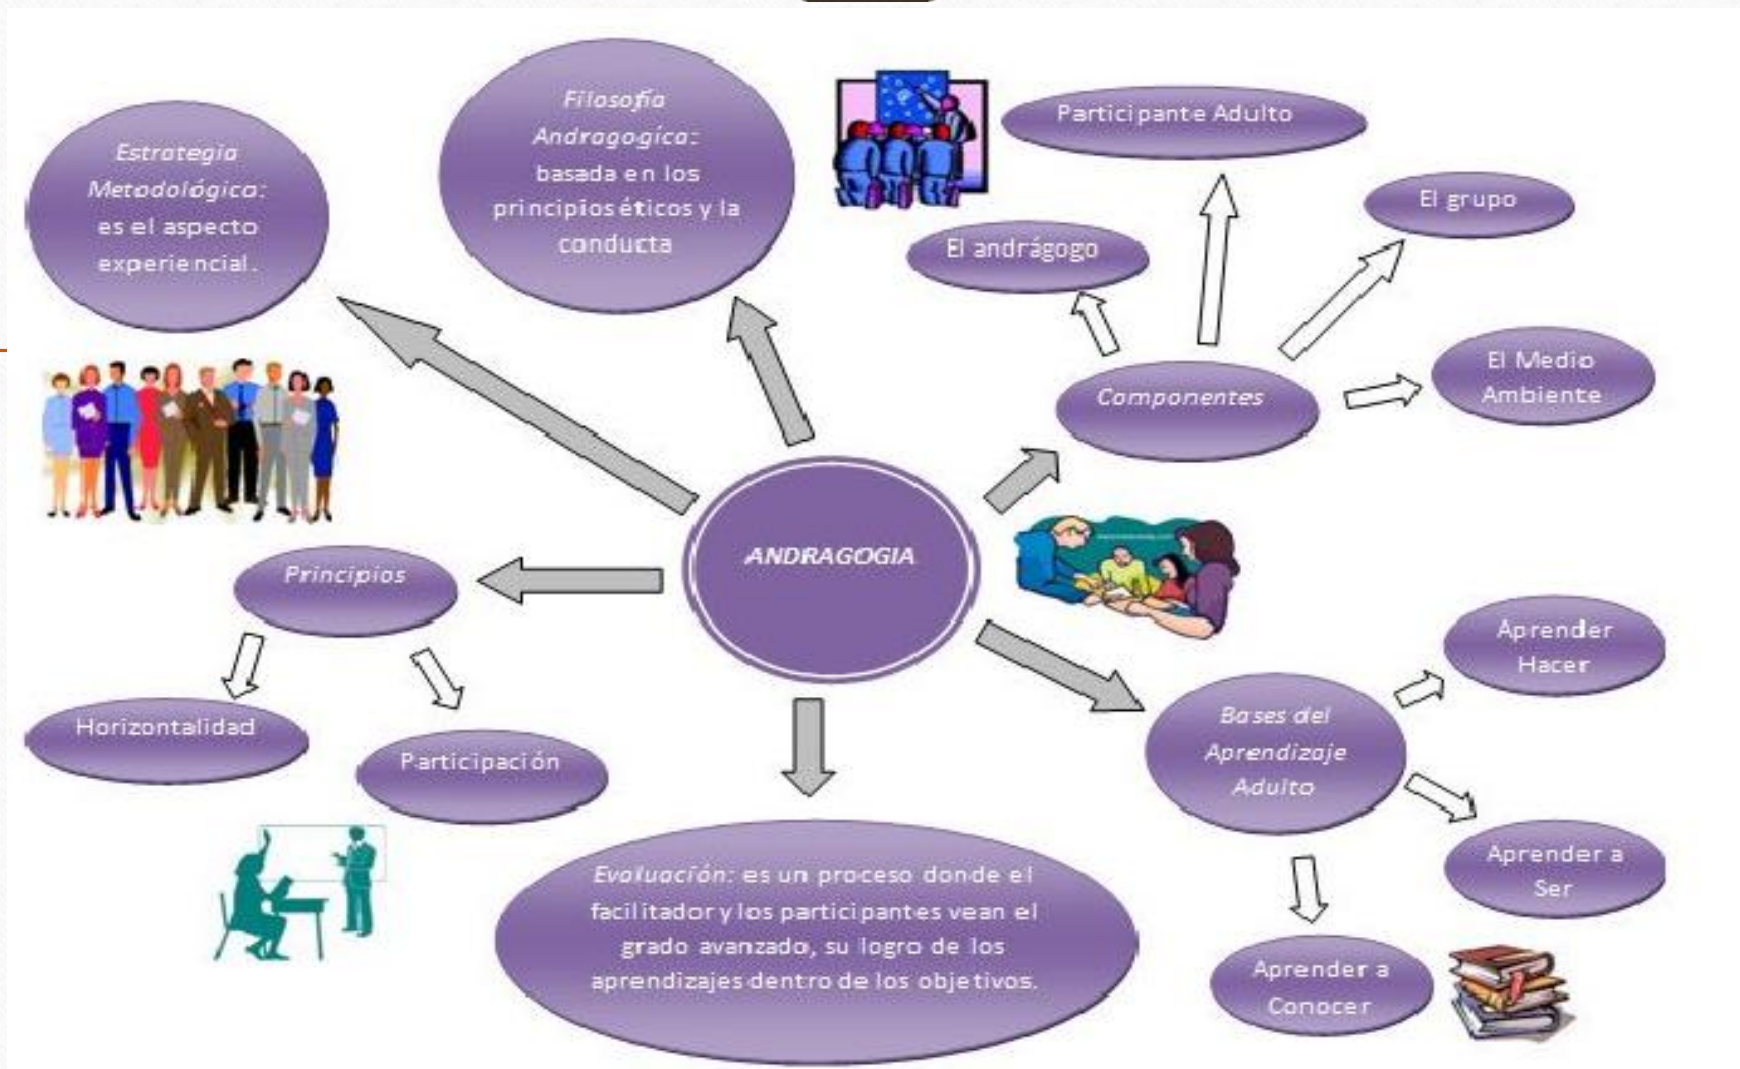 Estrategia
Metodológica:
es el aspecto
experiencial.
Filosofía
Andragogíca:
basada en los
principios éticos y la
conducta
Participante Adulto
El grupo
El andrágogo
El Medio
Ambiente
Componentes
ANDRAGOGIA
Principios
Horizontalidad
Participación
Aprender
Hacer
Bases del
Aprendizaje
Adulto
Aprender a
Ser
Aprender a
Conocer
Evaluación: es un proceso donde el
facilitador y los participantes vean el
grado avanzado, su logro de los
aprendizajes dentro de los objetivos.